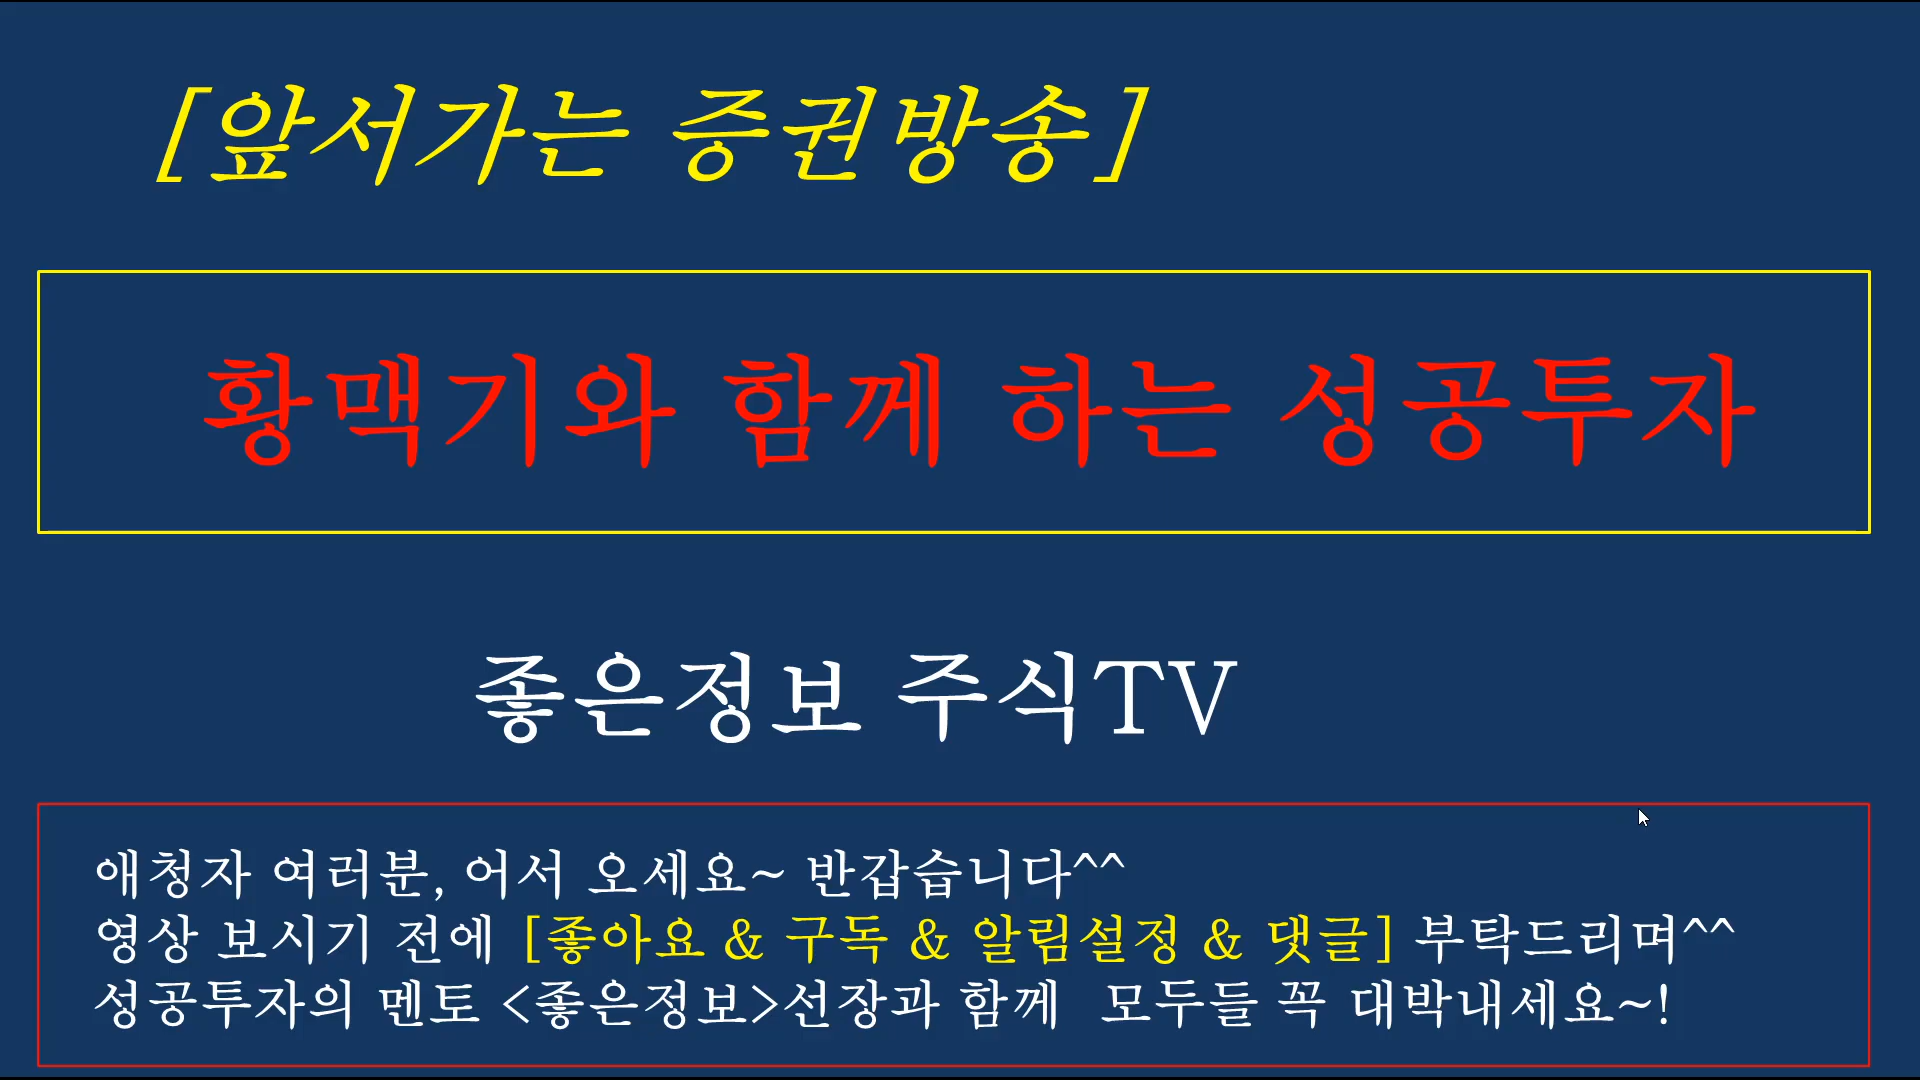 [앞서가는 증권방송]
황맥기와 함께 하는 성공투자
좋은정보 주식TV
애청자 여러분, 어서 오세요~ 반갑습니다^^
영상 보시기 전에 [좋아요 & 구독 & 알림설정 & 댓글] 부탁드리며^^
성공투자의 멘토 <좋은정보>선장과 함께 모두들 꼭 대박내세요~!